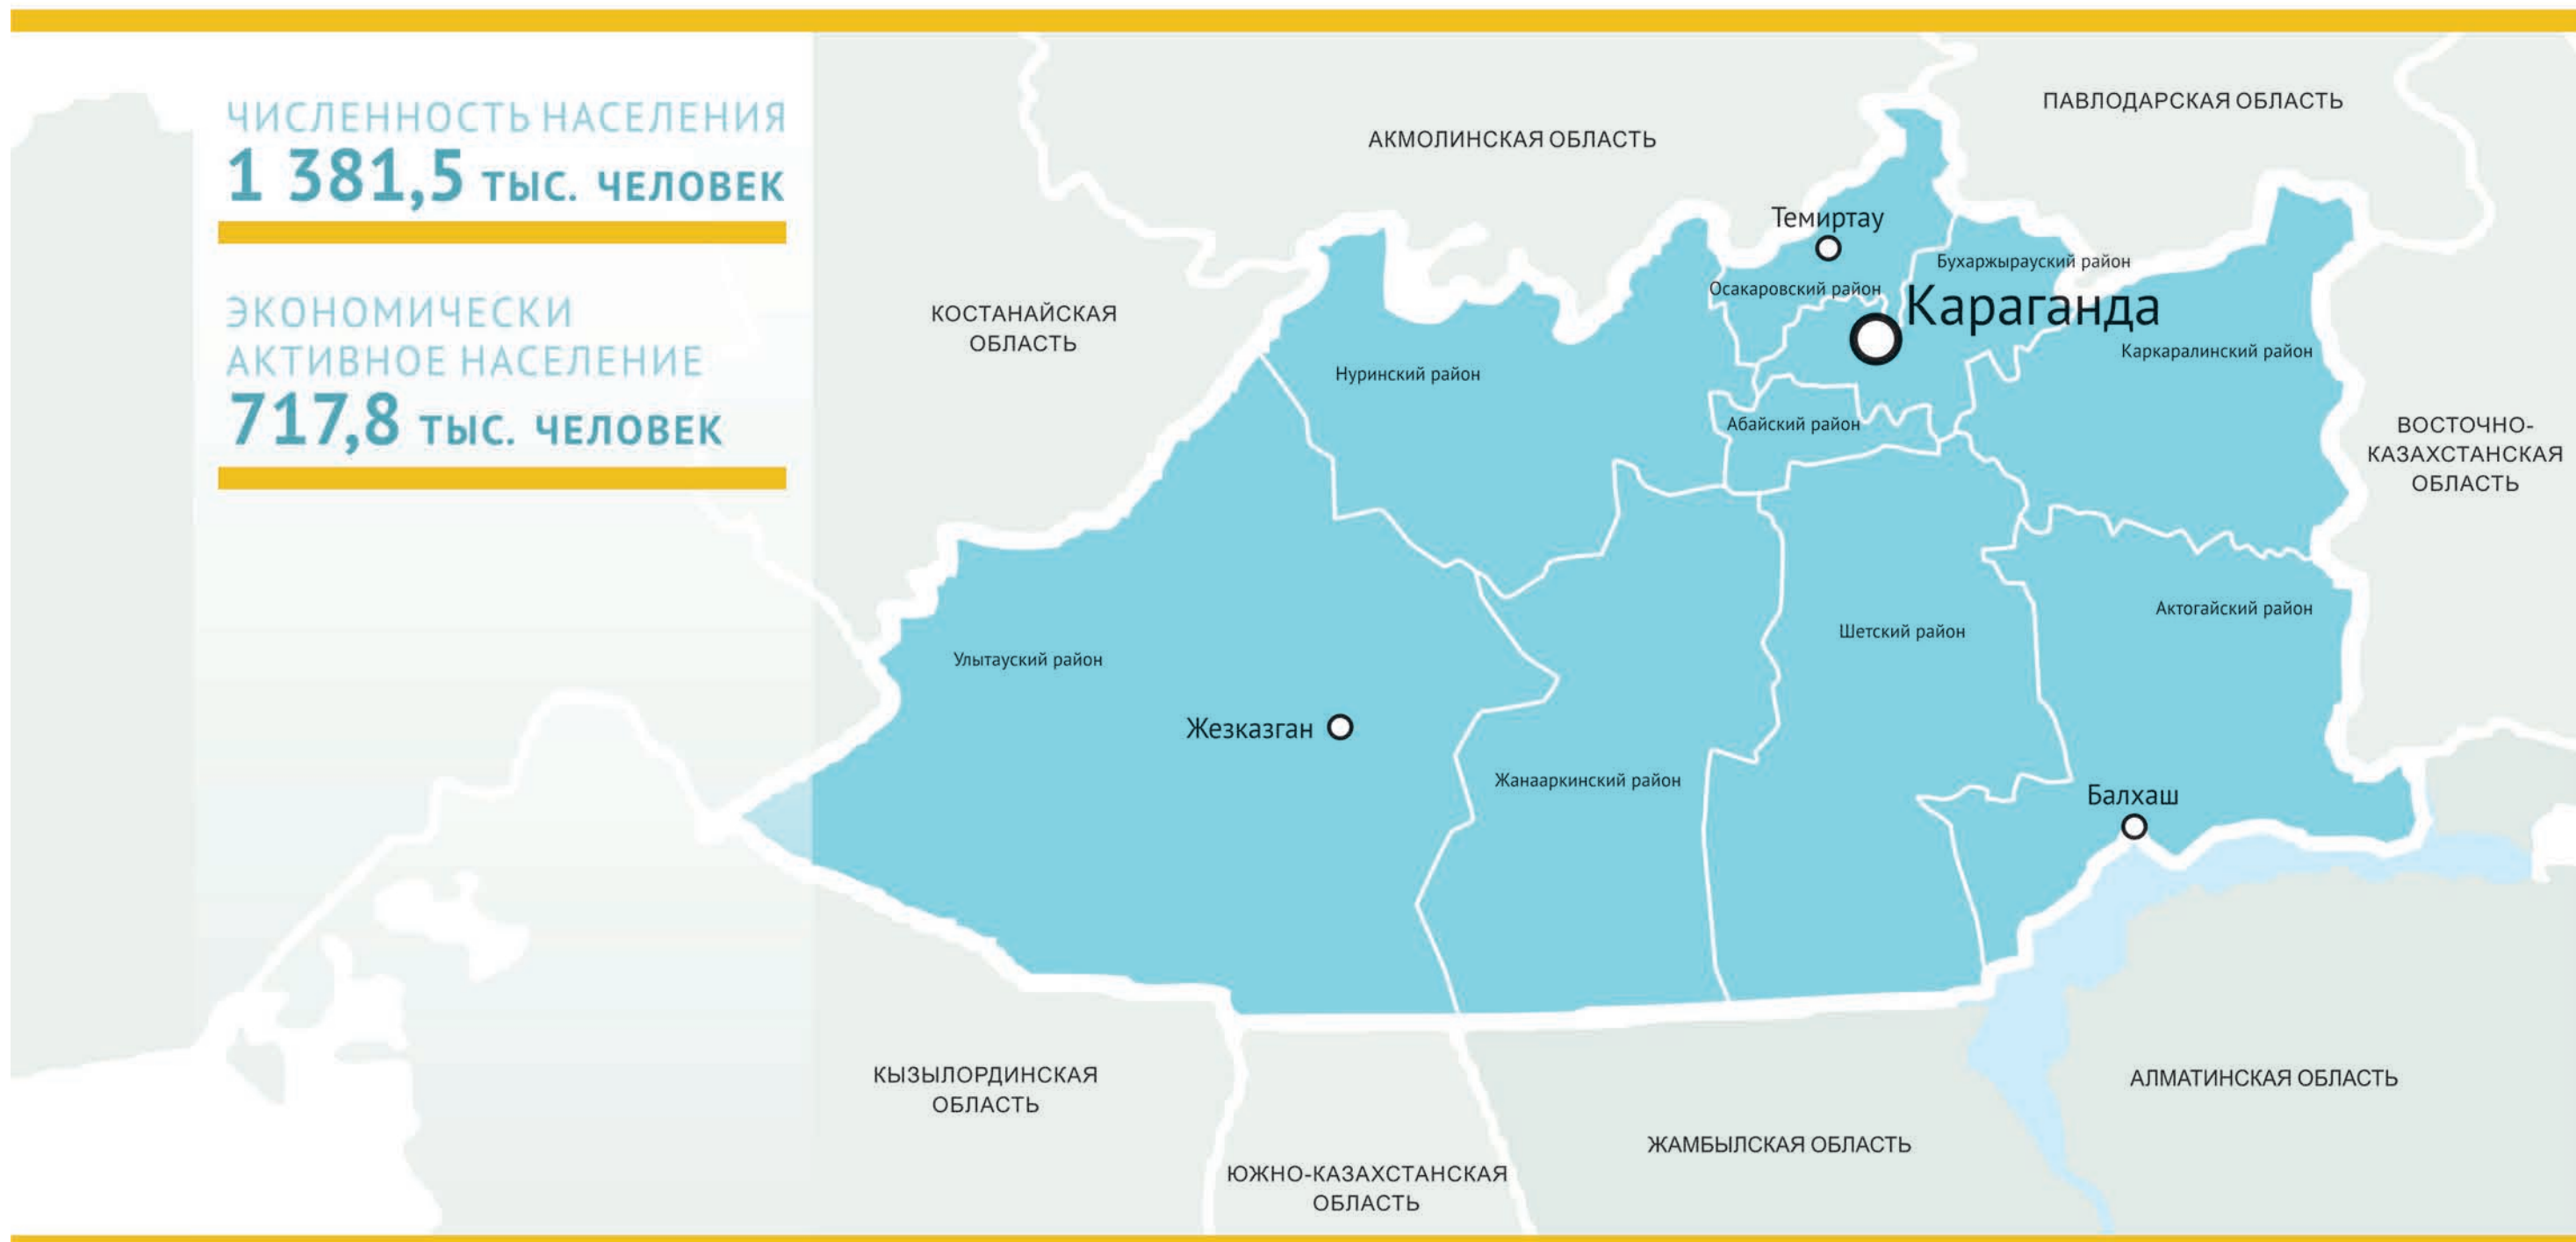 ЧИСЛЕННОСТЬ НАСЕЛЕНИЯ
1 381,5 ТЫС. ЧЕЛОВЕК
ЭКОНОМИЧЕСКИ
АКТИВНОЕ НАСЕЛЕНИЕ
717,8 ТЫС. ЧЕЛОВЕК
ПАВЛОДАРСКАЯ ОБЛАСТЬ
АКМОЛИНСКАЯ ОБЛАСТЬ
Темиртау
Бухаржырауский район
Осакаровский район
Караганда
КОСТАНАЙСКАЯ
ОБЛАСТЬ
Каркаралинский район
Нуринский район
Абайский район
ВОСТОЧНО-
КАЗАХСТАНСКАЯ
ОБЛАСТЬ
Актогайский район
Шетский район
Улытауский район
Жезказган
Жанааркинский район
Балхаш
КЫЗЫЛОРДИНСКАЯ
ОБЛАСТЬ
АЛМАТИНСКАЯ ОБЛАСТЬ
ЖАМБЫЛСКАЯ ОБЛАСТЬ
ЮЖНО-КАЗАХСТАНСКАЯ
ОБЛАСТЬ